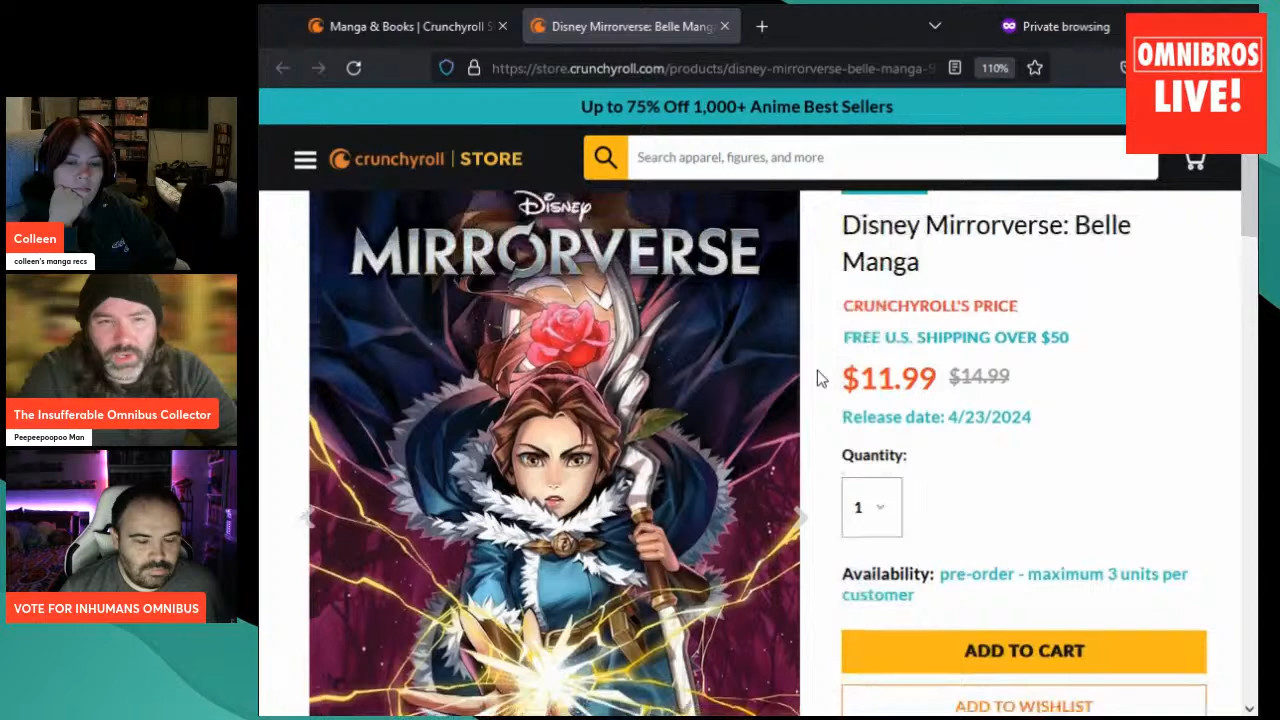 Manga & Books | Crunchyroll S
Disney Mirrorverse: Belle Mang
Private browsing
https://store.crunchyroll.com/products/disney-mirrorverse-belle-manga-9
110%
OMNIBROS
LIVE!
Up to 75% Off 1,000+ Anime Best Sellers
crunchyroll | STORE
Search apparel, figures, and more
Colleen
colleen's manga recs
The Insufferable Omnibus Collector
Peepeepoopoo Man
VOTE FOR INHUMANS OMNIBUS
Disney
MIRRORVERSE
Disney Mirrorverse: Belle
Manga
CRUNCHYROLL'S PRICE
FREE U.S. SHIPPING OVER $50
$11.99 $14.99
Release date: 4/23/2024
Quantity:
1
Availability: pre-order - maximum 3 units per
customer
ADD TO CART
ADD TO WISHLIST